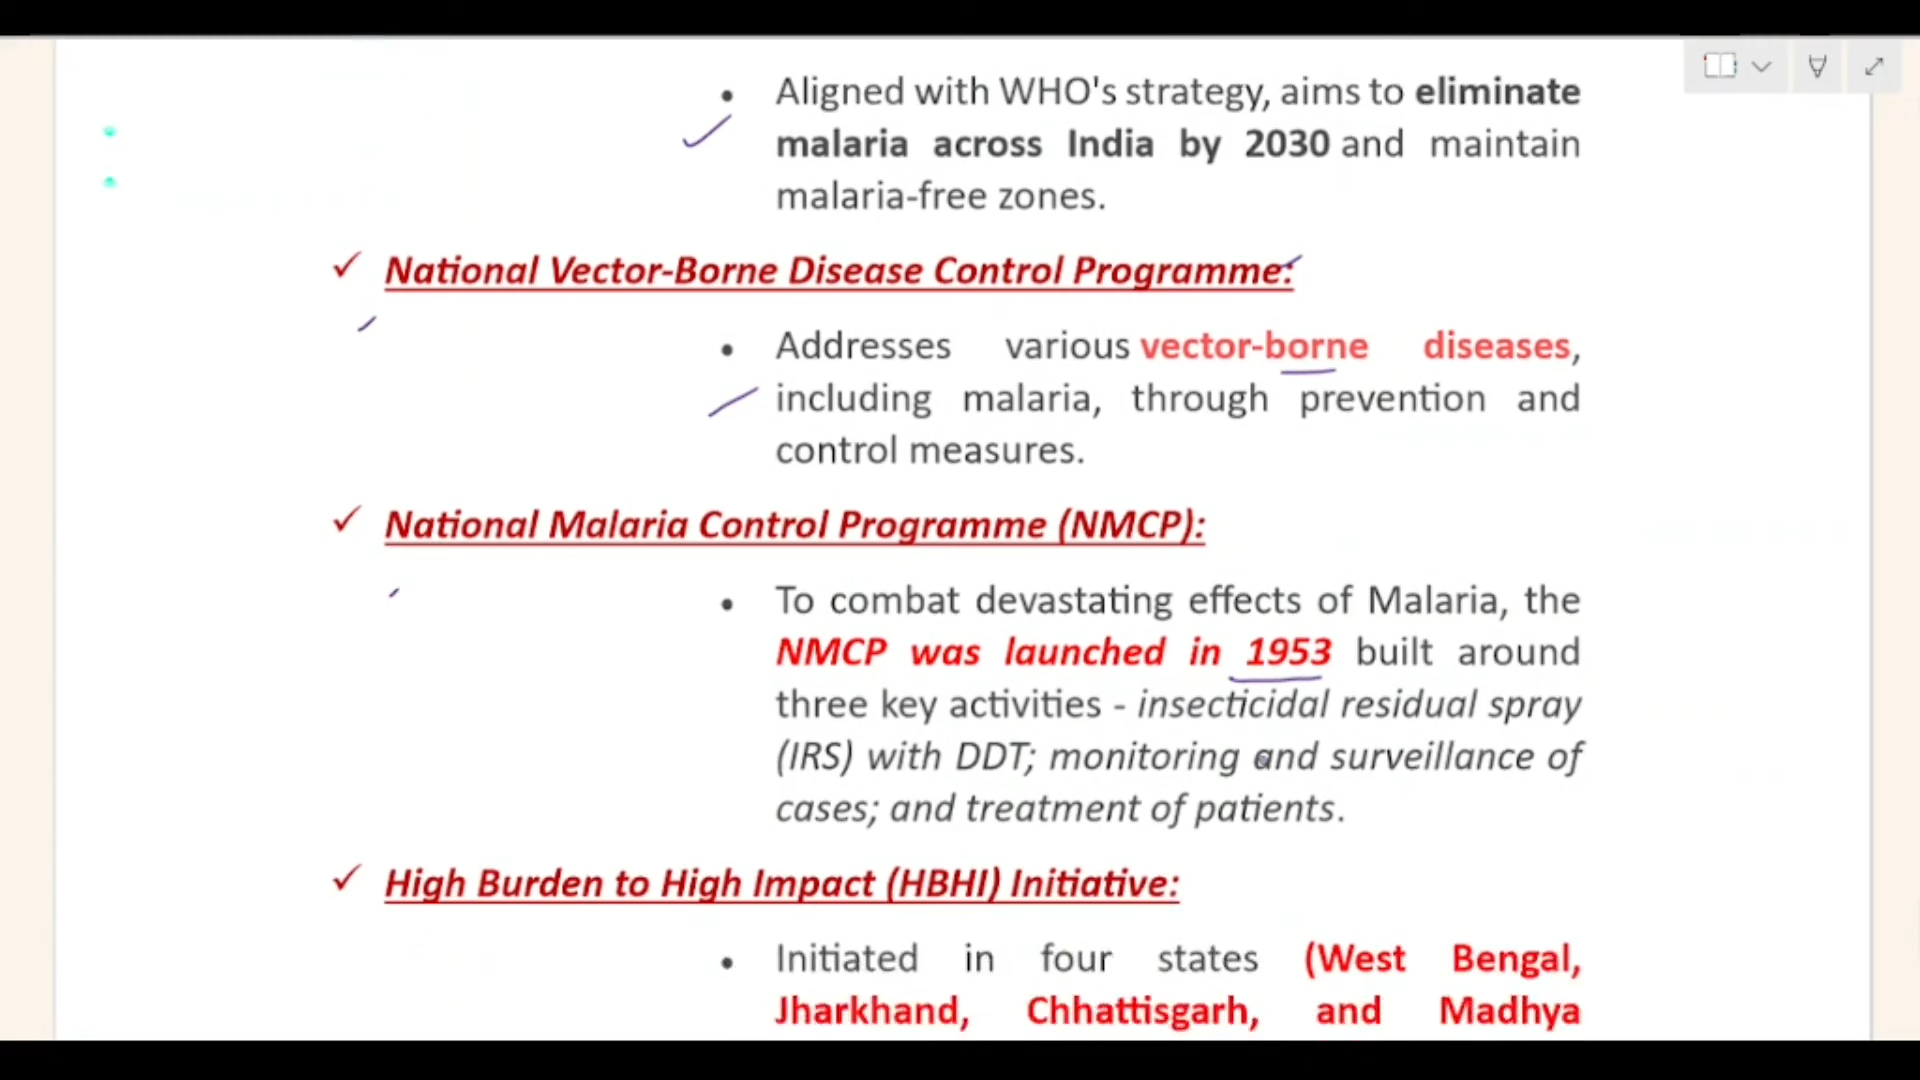 • Aligned with WHO's strategy, aims to eliminate
malaria across India by 2030 and maintain
malaria-free zones.
✓ National Vector-Borne Disease Control Programme:
• Addresses various vector-borne diseases,
including malaria, through prevention and
control measures.
✓ National Malaria Control Programme (NMCP):
• To combat devastating effects of Malaria, the
NMCP was launched in 1953 built around
three key activities - insecticidal residual spray
(IRS) with DDT; monitoring and surveillance of
cases; and treatment of patients.
✓ High Burden to High Impact (HBHI) Initiative:
• Initiated in four states (West Bengal,
Jharkhand, Chhattisgarh, and Madhya